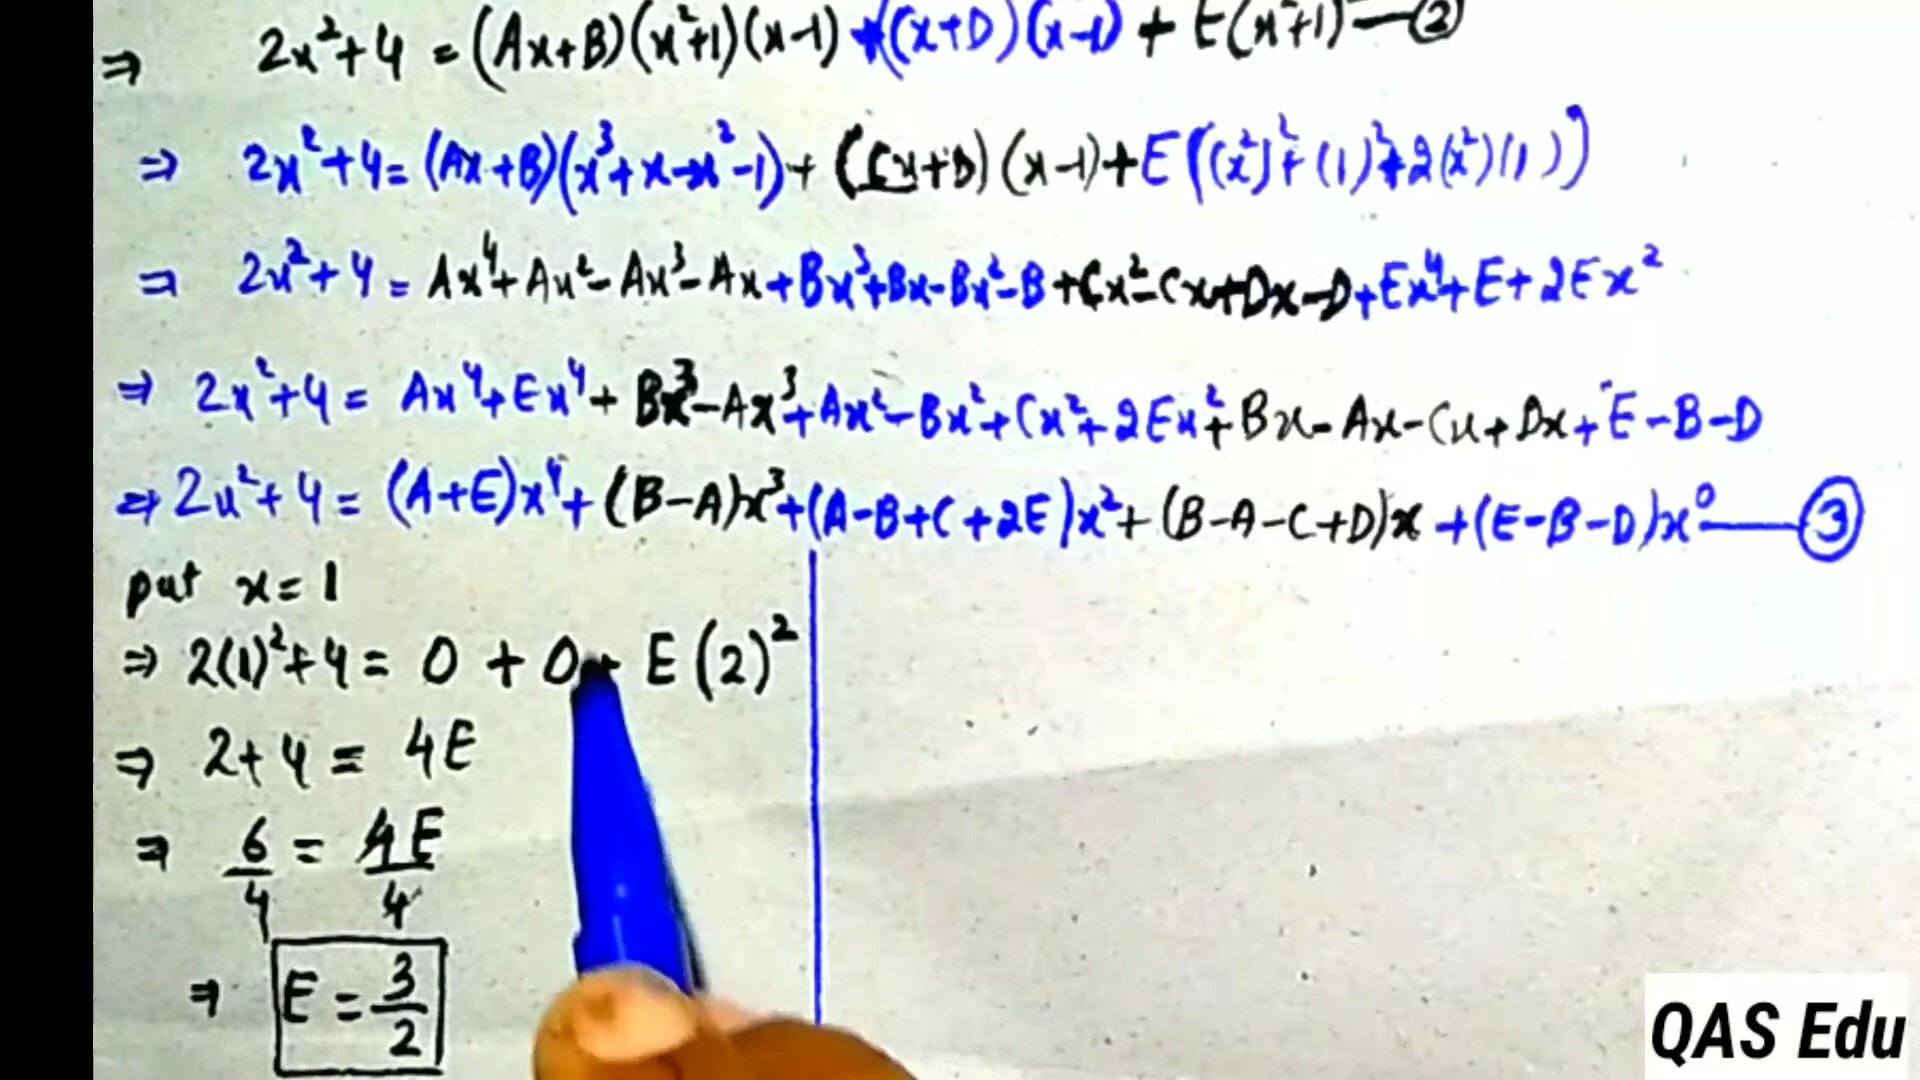 ⇒ 2x²+4 = (Ax+B)(x²+1)(x-1)+(Cx+D)(x-1) + E(x²+1)² — ②
⇒ 2x²+4 = (Ax+B)(x³+x-x²-1)+(Cx+D)(x-1)+E((x²)²+(1)²+2(x²)(1))
⇒ 2x²+4 = Ax⁴+Ax²-Ax³-Ax+Bx³+Bx-Bx²-B+Cx²-Cx+Dx-D+Ex⁴+E+2Ex²
⇒ 2x²+4 = Ax⁴+Ex⁴+Bx³-Ax³+Ax²-Bx²+Cx²+2Ex²+Bx-Ax-Cx+Dx+E-B-D
⇒ 2x²+4 = (A+E)x⁴+(B-A)x³+(A-B+C+2E)x²+(B-A-C+D)x+(E-B-D)x⁰ — ③
put x=1
⇒ 2(1)²+4 = 0 + 0 + E(2)²
⇒ 2+4 = 4E
⇒ 6/4 = 4E/4
⇒ E = 3/2
QAS Edu